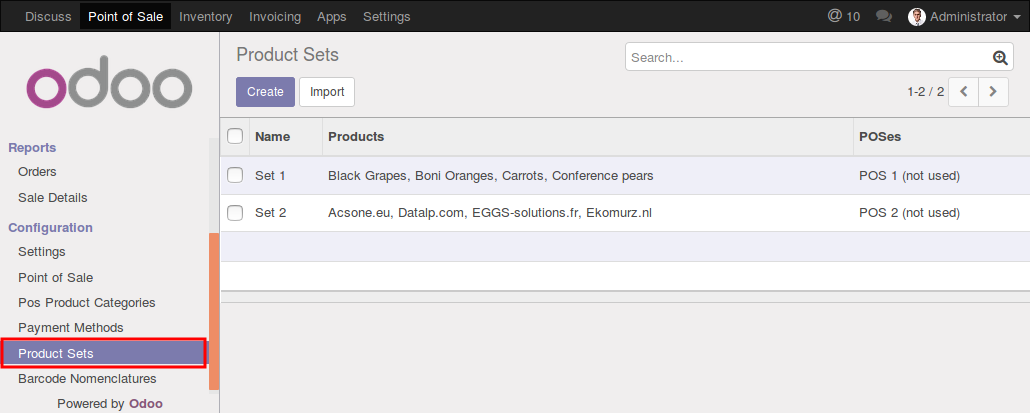 Discuss Point of Sale Inventory Invoicing Apps Settings @ 10 Administrator
odoo
Product Sets
Search...
Create Import
1-2 / 2
Reports
Orders
Sale Details
Configuration
Settings
Point of Sale
Pos Product Categories
Payment Methods
Product Sets
Barcode Nomenclatures
Powered by Odoo
Name Products POSes
Set 1 Black Grapes, Boni Oranges, Carrots, Conference pears POS 1 (not used)
Set 2 Acsone.eu, Datalp.com, EGGS-solutions.fr, Ekomurz.nl POS 2 (not used)